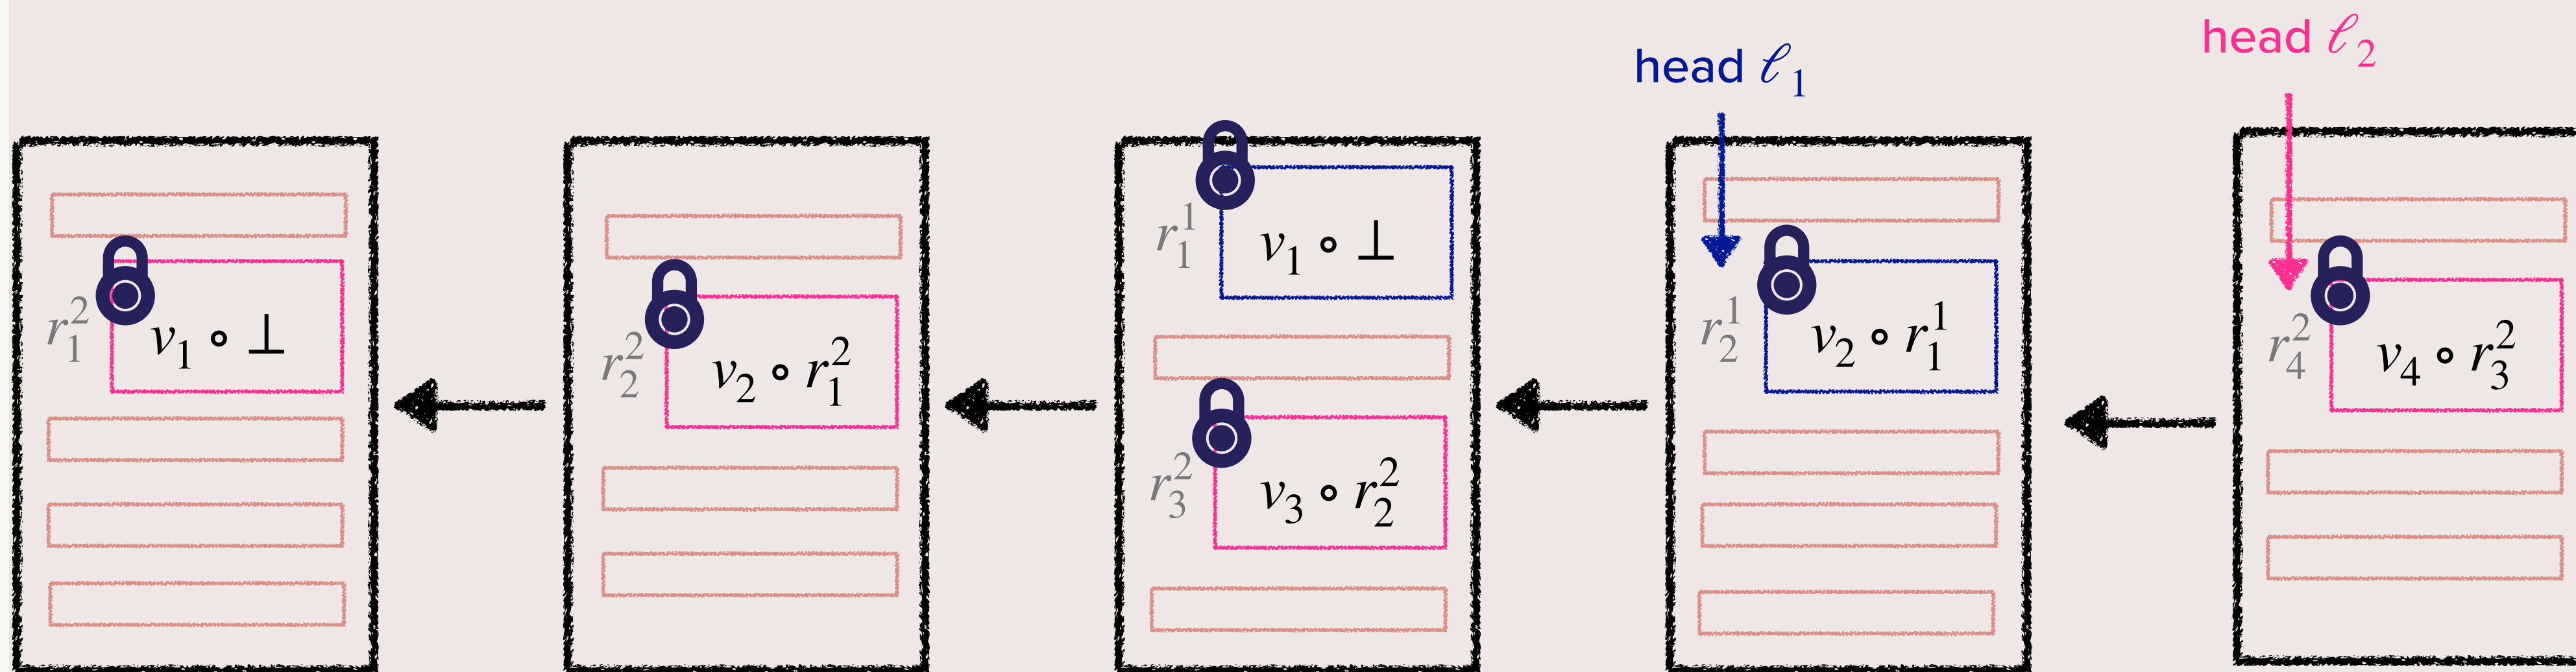 head ℓ₁
head ℓ₂
r₁²
v₁ ∘ ⊥
r₂²
v₂ ∘ r₁²
r₁¹
v₁ ∘ ⊥
r₃²
v₃ ∘ r₂²
r₂¹
v₂ ∘ r₁¹
r₄²
v₄ ∘ r₃²